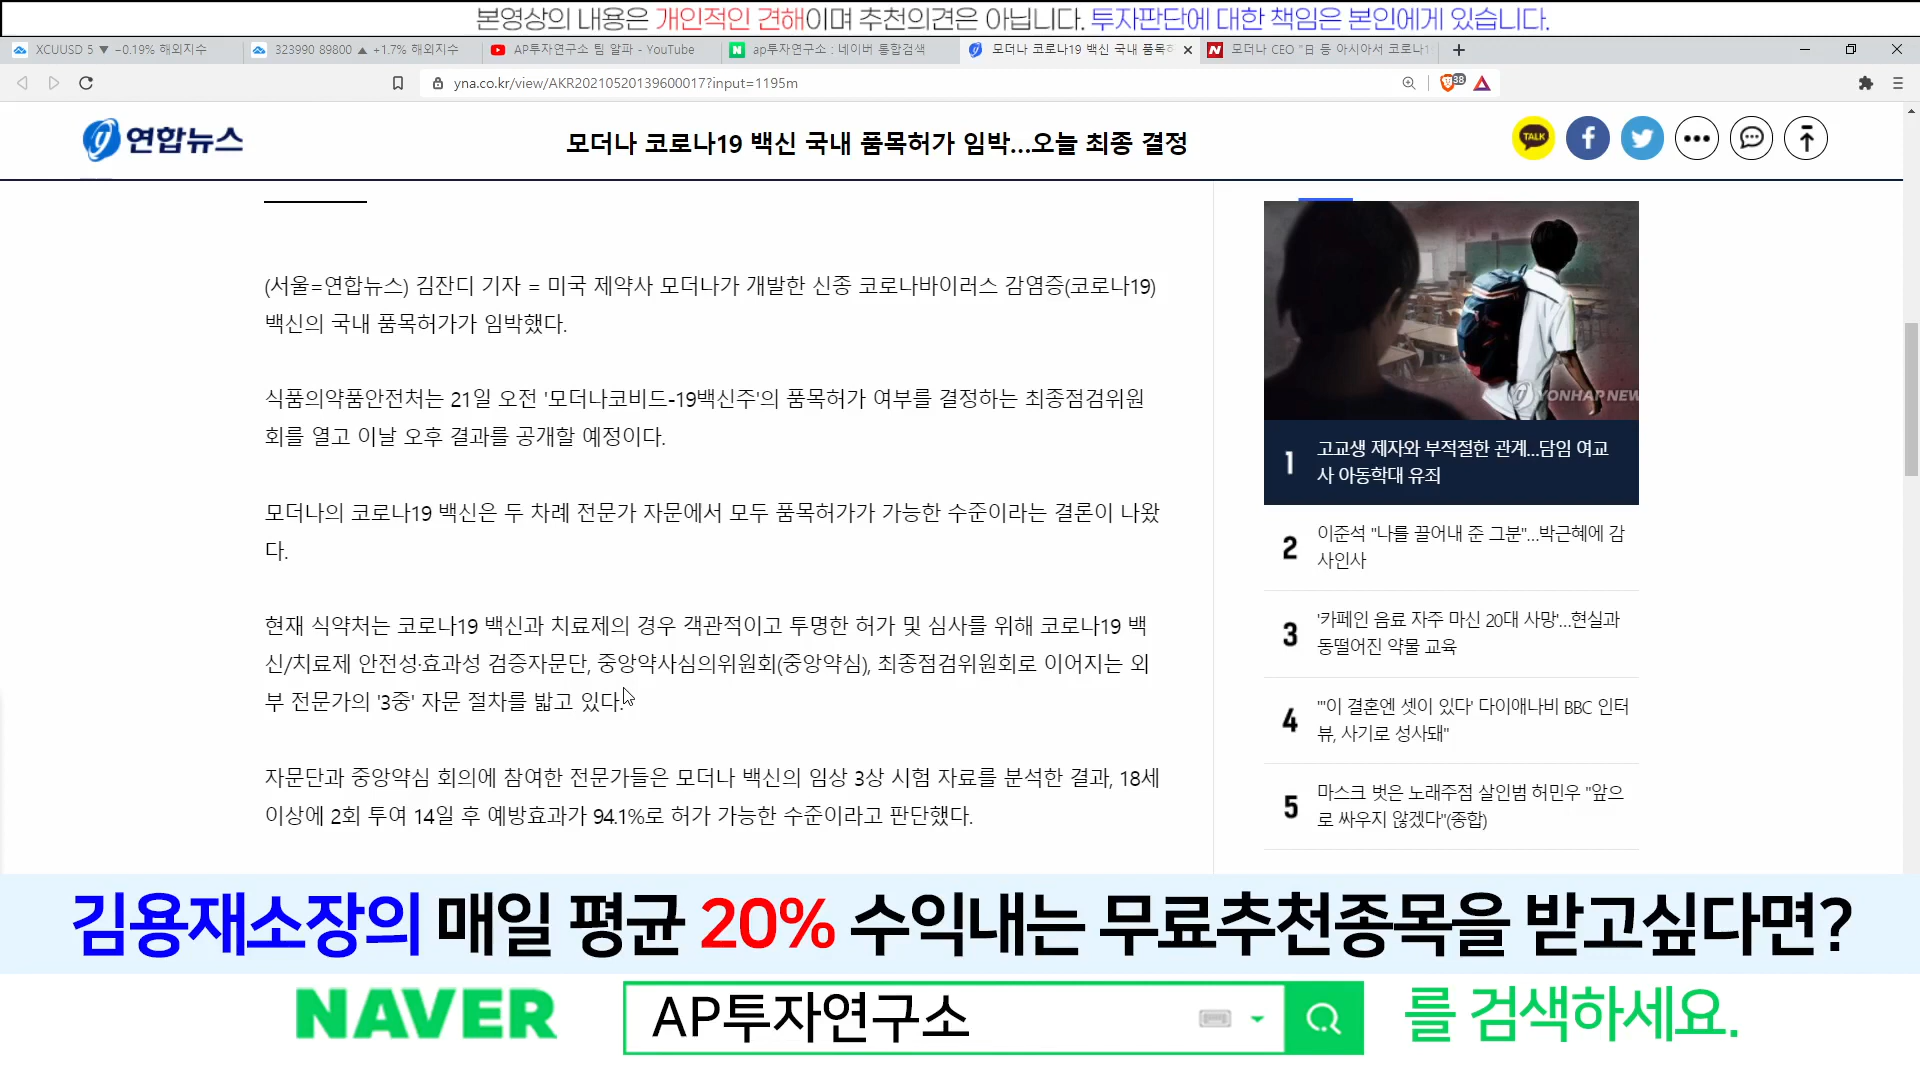 본영상의 내용은 개인적인 견해이며 추천의견은 아닙니다. 투자판단에 대한 책임은 본인에게 있습니다.
XCUUSD 5 ▼ −0.19% 해외지수
323990 89800 ▲ +1.7% 해외지수
AP투자연구소 팀 알파 - YouTube
ap투자연구소 : 네이버 통합검색
모더나 코로나19 백신 국내 품목허
모더나 CEO "日 등 아시아서 코로나1
yna.co.kr/view/AKR20210520139600017?input=1195m
38
연합뉴스
모더나 코로나19 백신 국내 품목허가 임박...오늘 최종 결정
TALK
(서울=연합뉴스) 김잔디 기자 = 미국 제약사 모더나가 개발한 신종 코로나바이러스 감염증(코로나19)
백신의 국내 품목허가가 임박했다.
식품의약품안전처는 21일 오전 '모더나코비드-19백신주'의 품목허가 여부를 결정하는 최종점검위원
회를 열고 이날 오후 결과를 공개할 예정이다.
모더나의 코로나19 백신은 두 차례 전문가 자문에서 모두 품목허가가 가능한 수준이라는 결론이 나왔
다.
현재 식약처는 코로나19 백신과 치료제의 경우 객관적이고 투명한 허가 및 심사를 위해 코로나19 백
신/치료제 안전성·효과성 검증자문단, 중앙약사심의위원회(중앙약심), 최종점검위원회로 이어지는 외
부 전문가의 '3중' 자문 절차를 밟고 있다.
자문단과 중앙약심 회의에 참여한 전문가들은 모더나 백신의 임상 3상 시험 자료를 분석한 결과, 18세
이상에 2회 투여 14일 후 예방효과가 94.1%로 허가 가능한 수준이라고 판단했다.
YONHAP NEW
1 고교생 제자와 부적절한 관계...담임 여교
사 아동학대 유죄
2 이준석 "나를 끌어내 준 그분"...박근혜에 감
사인사
3 '카페인 음료 자주 마신 20대 사망'...현실과
동떨어진 약물 교육
4 "'이 결혼엔 셋이 있다' 다이애나비 BBC 인터
뷰, 사기로 성사돼"
5 마스크 벗은 노래주점 살인범 허민우 "앞으
로 싸우지 않겠다"(종합)
김용재소장의 매일 평균 20% 수익내는 무료추천종목을 받고싶다면?
NAVER AP투자연구소 를 검색하세요.